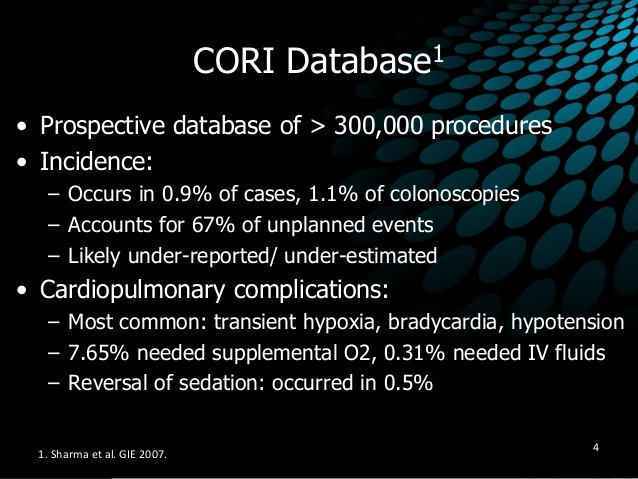 CORI Database1
• Prospective database of > 300,000 procedures
• Incidence:
– Occurs in 0.9% of cases, 1.1% of colonoscopies
– Accounts for 67% of unplanned events
– Likely under-reported/ under-estimated
• Cardiopulmonary complications:
– Most common: transient hypoxia, bradycardia, hypotension
– 7.65% needed supplemental O2, 0.31% needed IV fluids
– Reversal of sedation: occurred in 0.5%
1. Sharma et al. GIE 2007.
4